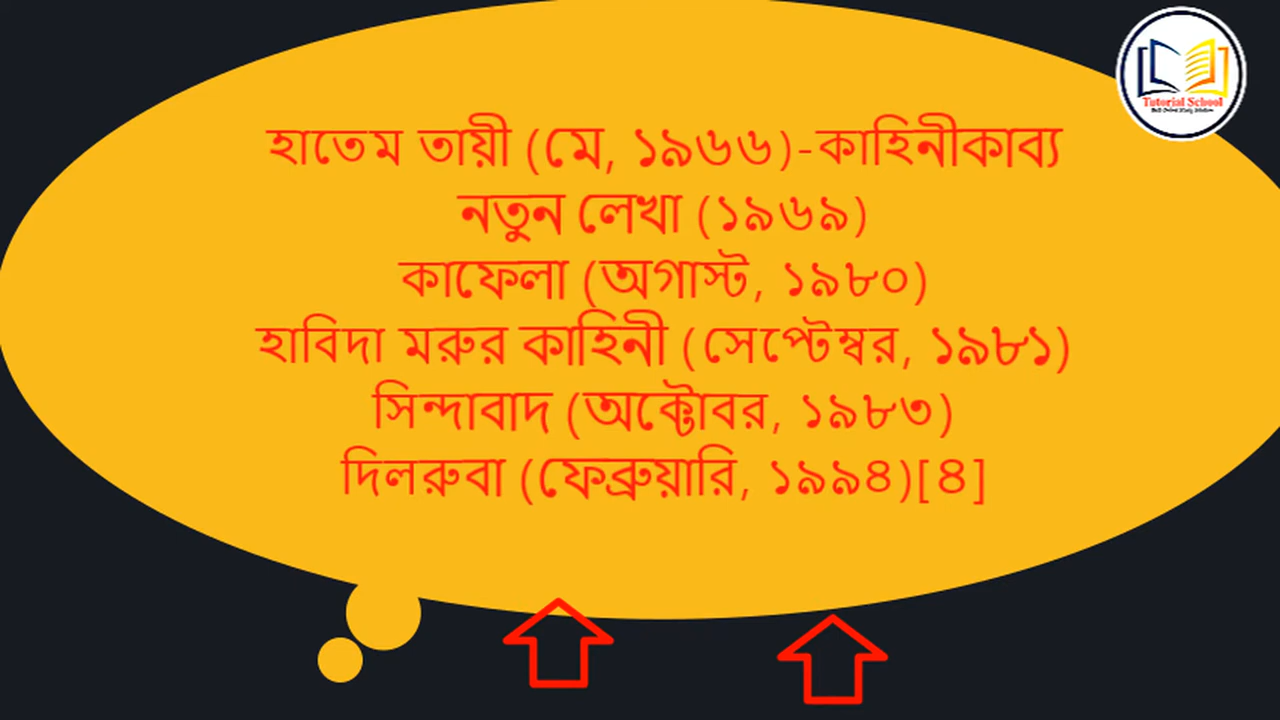 হাতেম তায়ী (মে, ১৯৬৬)-কাহিনীকাব্য
নতুন লেখা (১৯৬৯)
কাফেলা (অগাস্ট, ১৯৮০)
হাবিদা মরুর কাহিনী (সেপ্টেম্বর, ১৯৮১)
সিন্দাবাদ (অক্টোবর, ১৯৮৩)
দিলরুবা (ফেব্রুয়ারি, ১৯৯৪)[৪]
Tutorial School